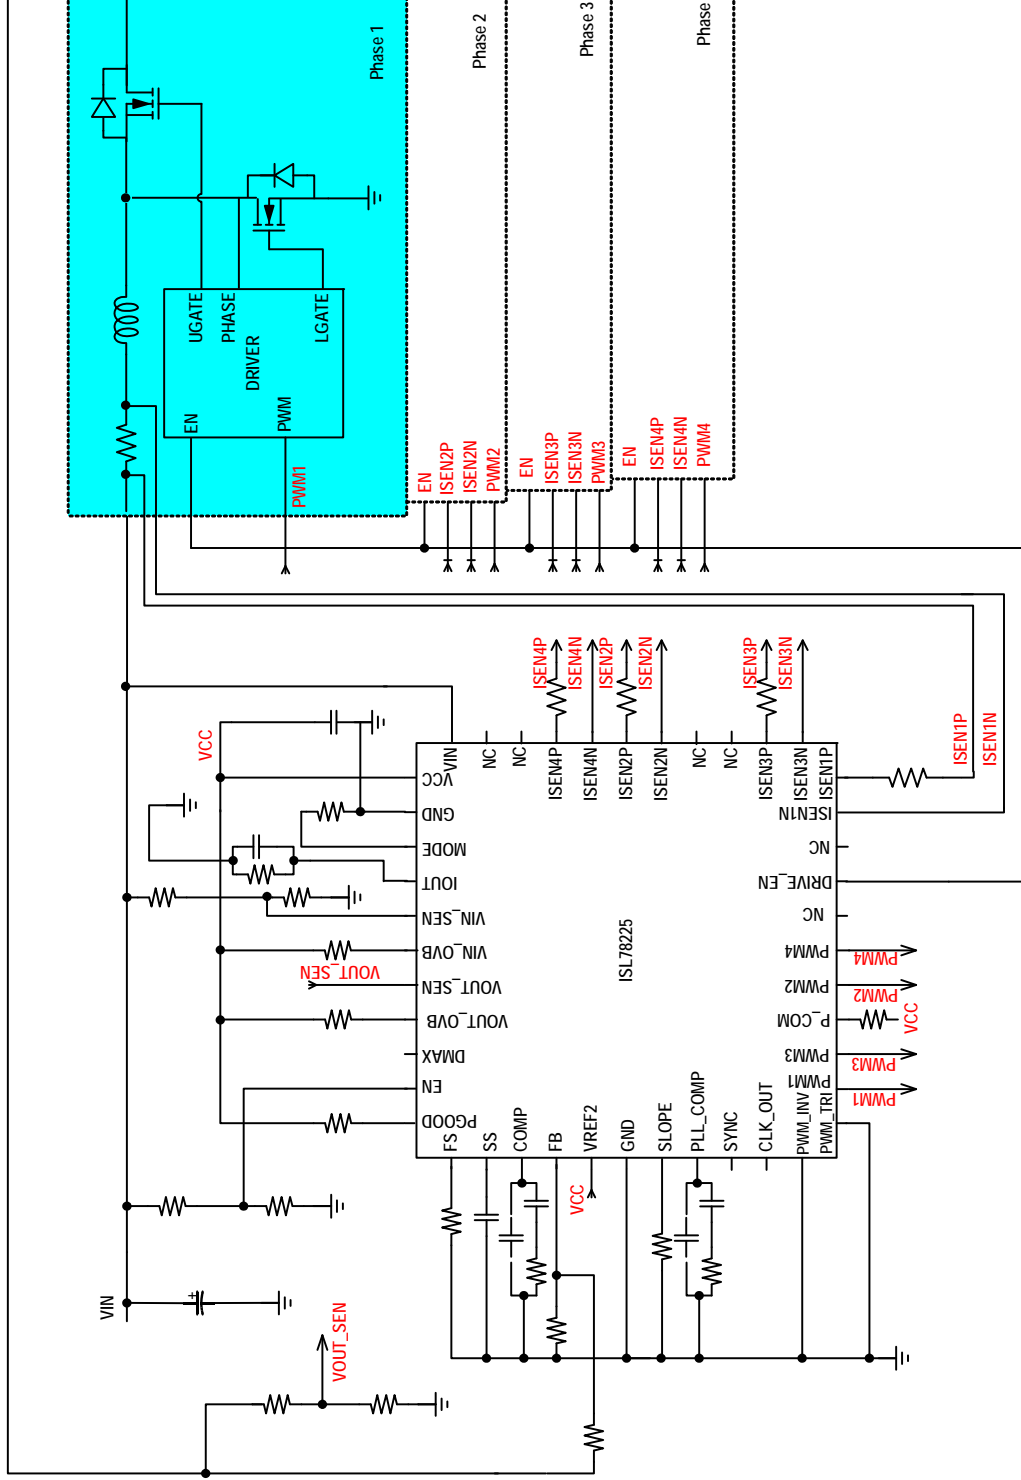 Phase 1
Phase 2
Phase 3
Phase
UGATE
PHASE
LGATE
DRIVER
EN
PWM
PWM1
EN
ISEN2P
ISEN2N
PWM2
EN
ISEN3P
ISEN3N
PWM3
EN
ISEN4P
ISEN4N
PWM4
ISEN4P
ISEN4N
ISEN2P
ISEN2N
ISEN3P
ISEN3N
ISEN1P
ISEN1N
VCC
VIN
NC
NC
ISEN4P
ISEN4N
ISEN2P
ISEN2N
NC
NC
ISEN3P
ISEN3N
ISEN1P
VCC
GND
MODE
IOUT
VIN_SEN
VIN_OVB
VOUT_SEN
VOUT_SEN
VOUT_OVB
DMAX
EN
PGOOD
ISL78225
ISEN1N
NC
DRIVE_EN
NC
PWM4
PWM4
PWM2
PWM2
P_COM
VCC
PWM3
PWM3
PWM1
PWM1
FS
SS
COMP
FB
VREF2
GND
SLOPE
PLL_COMP
SYNC
CLK_OUT
PWM_INV
PWM_TRI
VCC
VIN
+
VOUT_SEN